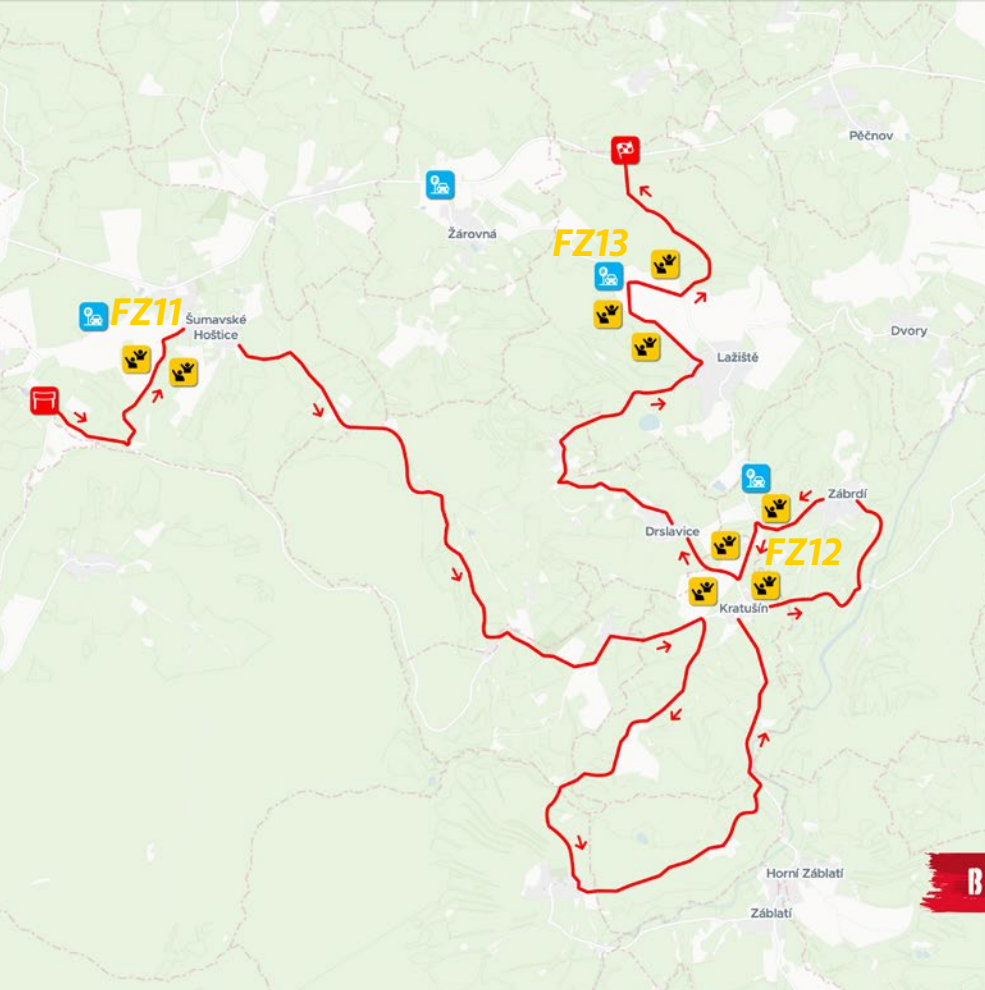 Pěčnov
Žárovná
FZ13
FZ11
Šumavské
Hoštice
Dvory
Lažiště
Zábrdí
Drslavice
FZ12
Kratušín
Horní Záblatí
B
Záblatí